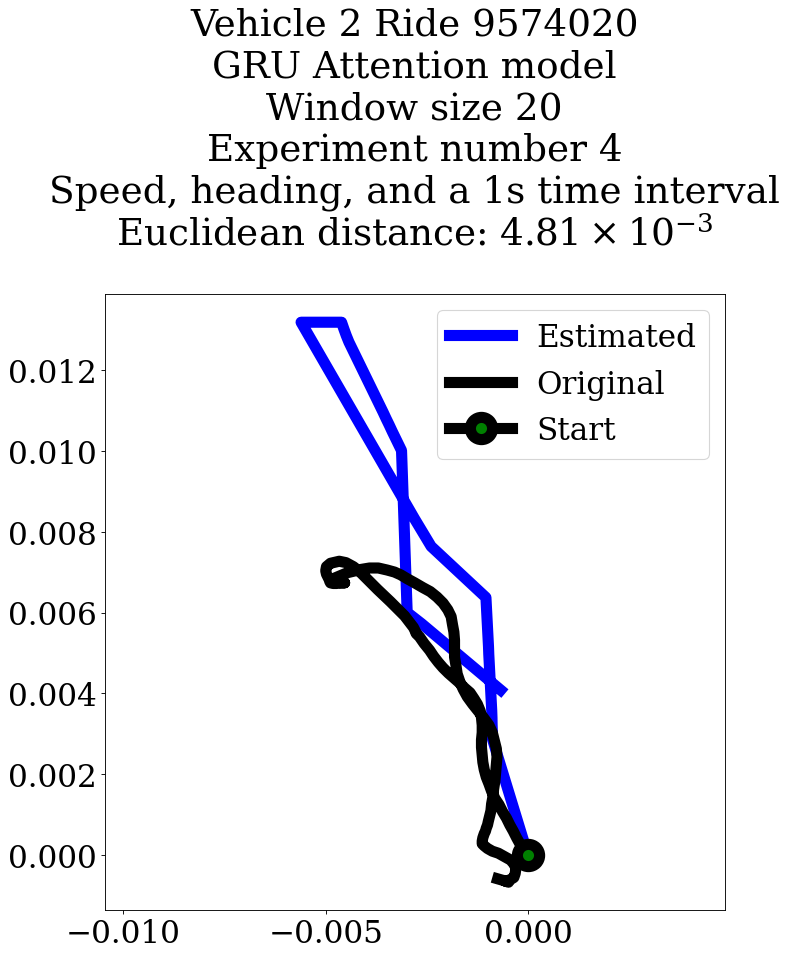 Vehicle 2 Ride 9574020
GRU Attention model
Window size 20
Experiment number 4
Speed, heading, and a 1s time interval
Euclidean distance: 4.81 × 10⁻³
Estimated
Original
Start
0.012
0.010
0.008
0.006
0.004
0.002
0.000
−0.010 −0.005 0.000